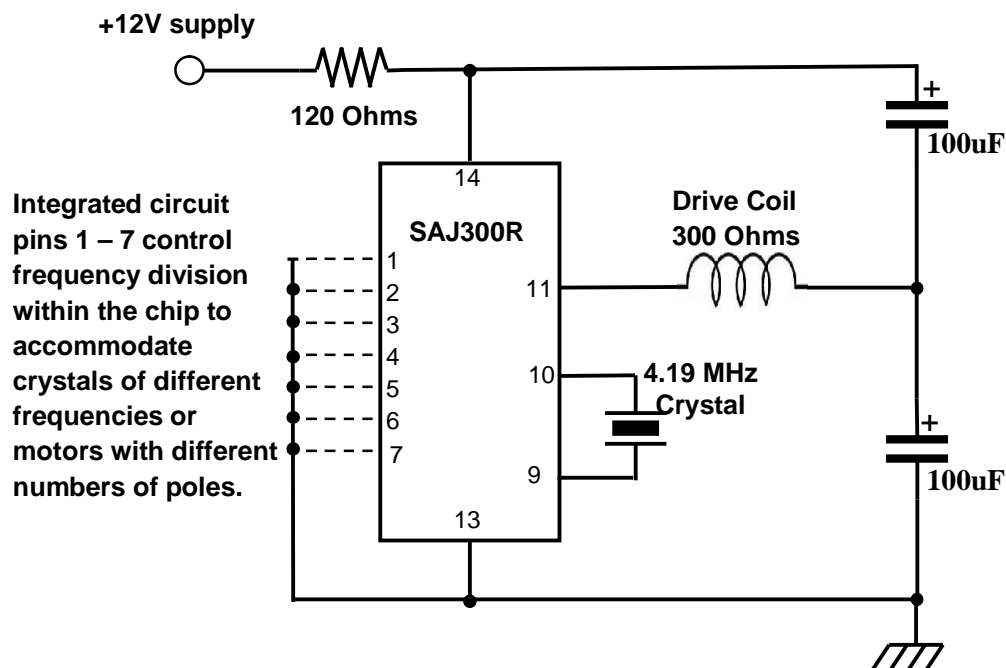 +12V supply
120 Ohms
+
100uF
14
SAJ300R
Integrated circuit
pins 1 – 7 control
frequency division
within the chip to
accommodate
crystals of different
frequencies or
motors with different
numbers of poles.
1
2
3
4
5
6
7
Drive Coil
300 Ohms
11
10
4.19 MHz
Crystal
9
+
100uF
13